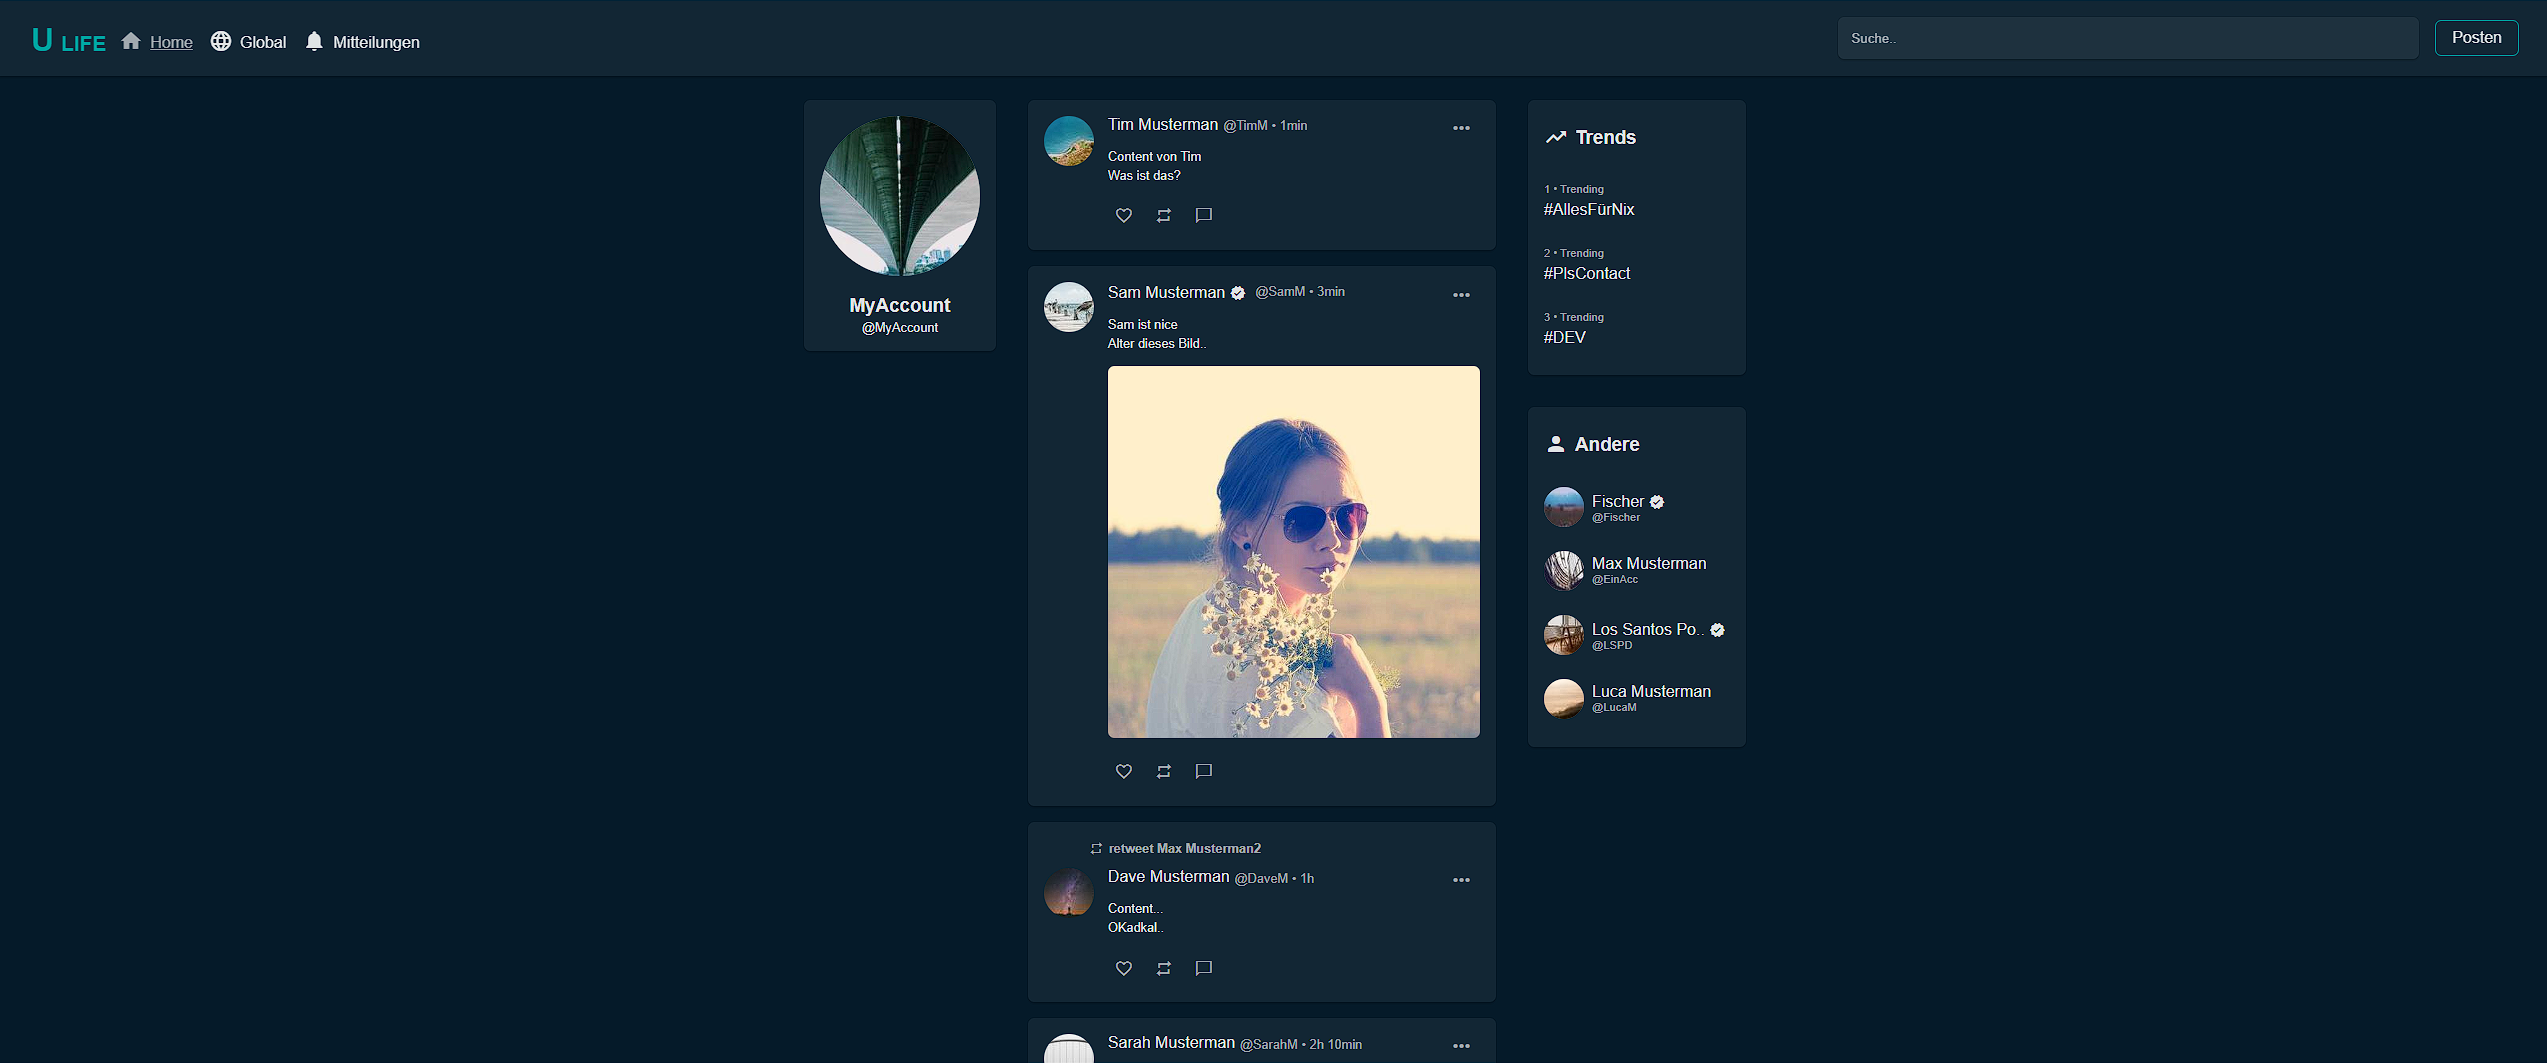 U LIFE
Home
Global
Mitteilungen
Suche..
Posten
MyAccount
@MyAccount
Tim Musterman @TimM • 1min
Content von Tim
Was ist das?
Sam Musterman @SamM • 3min
Sam ist nice
Alter dieses Bild..
retweet Max Musterman2
Dave Musterman @DaveM • 1h
Content...
OKadkal..
Sarah Musterman @SarahM • 2h 10min
Trends
1 • Trending
#AllesFürNix
2 • Trending
#PlsContact
3 • Trending
#DEV
Andere
Fischer
@Fischer
Max Musterman
@EinAcc
Los Santos Po..
@LSPD
Luca Musterman
@LucaM